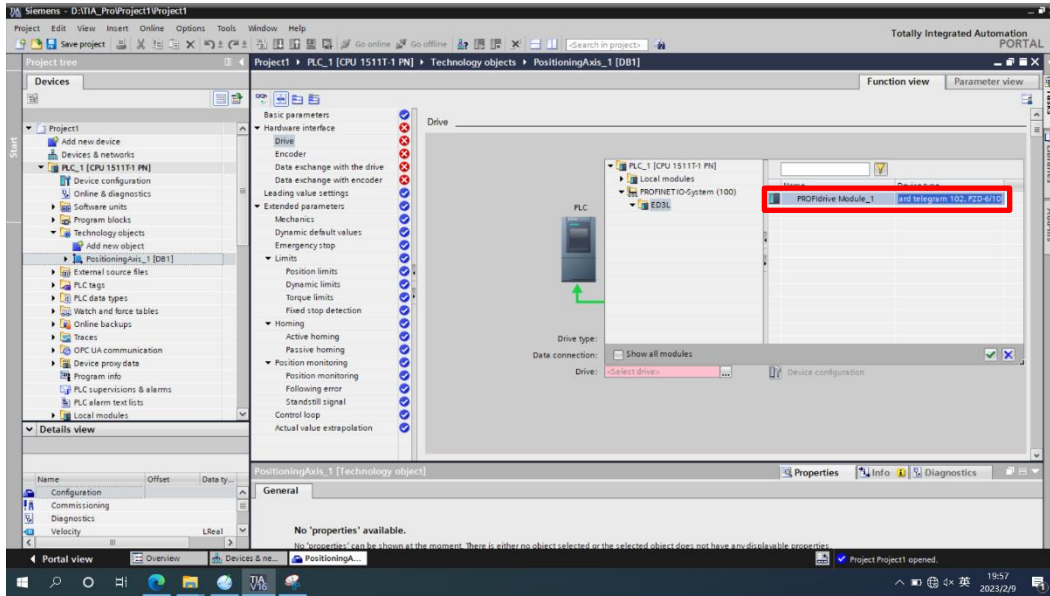 Siemens - D:\TIA_Pro\Project1\Project1
Project Edit View Insert Online Options Tools Window Help
Totally Integrated Automation
PORTAL
Save project Go online Go offline <Search in project>
Project tree
Project1 ▸ PLC_1 [CPU 1511T-1 PN] ▸ Technology objects ▸ PositioningAxis_1 [DB1]
Devices
Function view Parameter view
Start
Tasks
Libraries
Add-Ins
Project1
Add new device
Devices & networks
PLC_1 [CPU 1511T-1 PN]
Device configuration
Online & diagnostics
Software units
Program blocks
Technology objects
Add new object
PositioningAxis_1 [DB1]
External source files
PLC tags
PLC data types
Watch and force tables
Online backups
Traces
OPC UA communication
Device proxy data
Program info
PLC supervisions & alarms
PLC alarm text lists
Local modules
Basic parameters
Hardware interface
Drive
Encoder
Data exchange with the drive
Data exchange with encoder
Leading value settings
Extended parameters
Mechanics
Dynamic default values
Emergency stop
Limits
Position limits
Dynamic limits
Torque limits
Fixed stop detection
Homing
Active homing
Passive homing
Position monitoring
Position monitoring
Following error
Standstill signal
Control loop
Actual value extrapolation
Drive
PLC
PLC_1 [CPU 1511T-1 PN]
Local modules
PROFINET IO-System (100)
ED3L
Name Device type
PROFIdrive Module_1 ard telegram 102, PZD-6/10
Show all modules
Drive type:
Data connection:
Drive: <Select drive> ... Device configuration
Details view
Name Offset Data ty...
Configuration
Commissioning
Diagnostics
Velocity LReal
PositioningAxis_1 [Technology object]
Properties Info Diagnostics
General
No 'properties' available.
No 'properties' can be shown at the moment. There is either no object selected or the selected object does not have any displayable properties.
Portal view Overview Devices & ne... PositioningA... Project Project1 opened.
TIA V16
英
19:57
2023/2/9